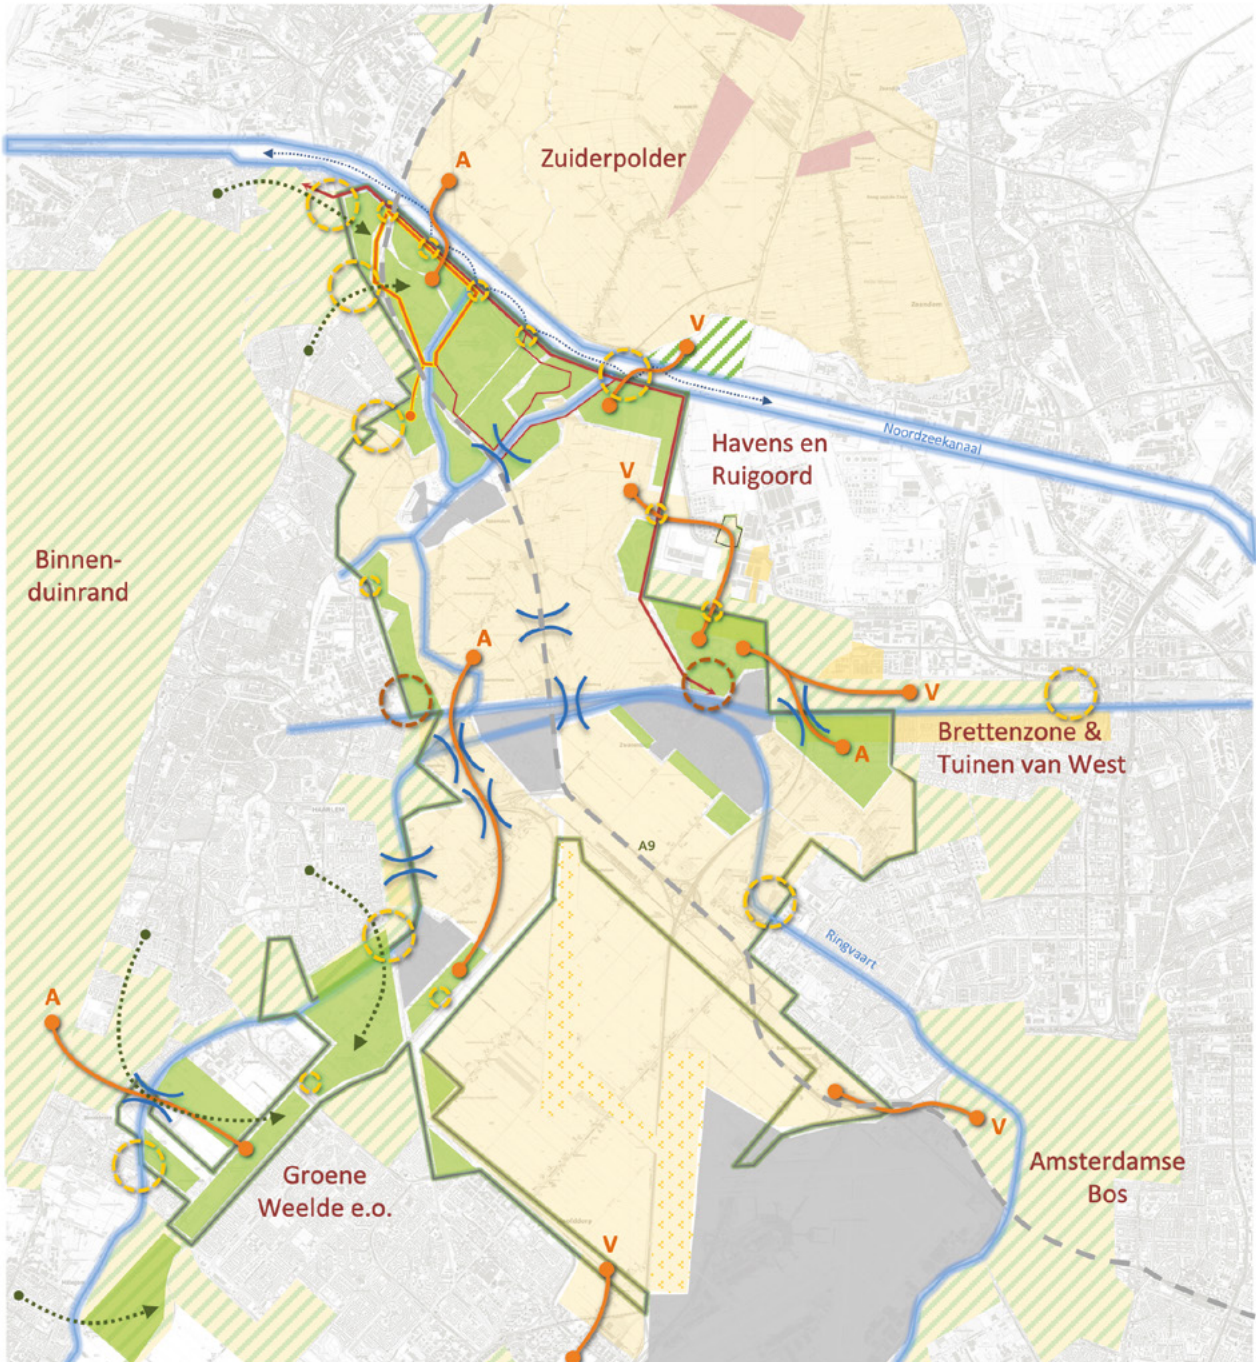 A
Zuiderpolder
V
Noordzeekanaal
Havens en
Ruigoord
V
Binnen-
duinrand
A
V
A
Brettenzone &
Tuinen van West
A9
Ringvaart
A
V
Groene
Weelde e.o.
Amsterdamse
Bos
V